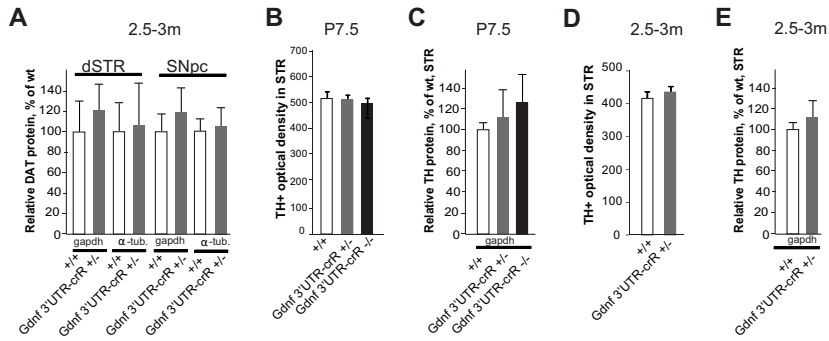 A
2.5-3m
dSTR
SNpc
Relative DAT protein, % of wt
140
120
100
80
60
40
20
0
gapdh
α-tub.
gapdh
α-tub.
+/+
Gdnf 3'UTR-crR +/-
+/+
Gdnf 3'UTR-crR +/-
+/+
Gdnf 3'UTR-crR +/-
+/+
Gdnf 3'UTR-crR +/-
B
P7.5
TH+ optical density in STR
700
600
500
400
300
200
100
0
+/+
Gdnf 3'UTR-crR +/-
Gdnf 3'UTR-crR -/-
C
P7.5
Relative TH protein, % of wt, STR
140
120
100
80
60
40
20
0
gapdh
+/+
Gdnf 3'UTR-crR +/-
Gdnf 3'UTR-crR -/-
D
2.5-3m
TH+ optical density in STR
500
400
300
200
100
0
+/+
Gdnf 3'UTR-crR +/-
E
2.5-3m
Relative TH protein, % of wt, STR
140
120
100
80
60
40
20
0
gapdh
+/+
Gdnf 3'UTR-crR +/-